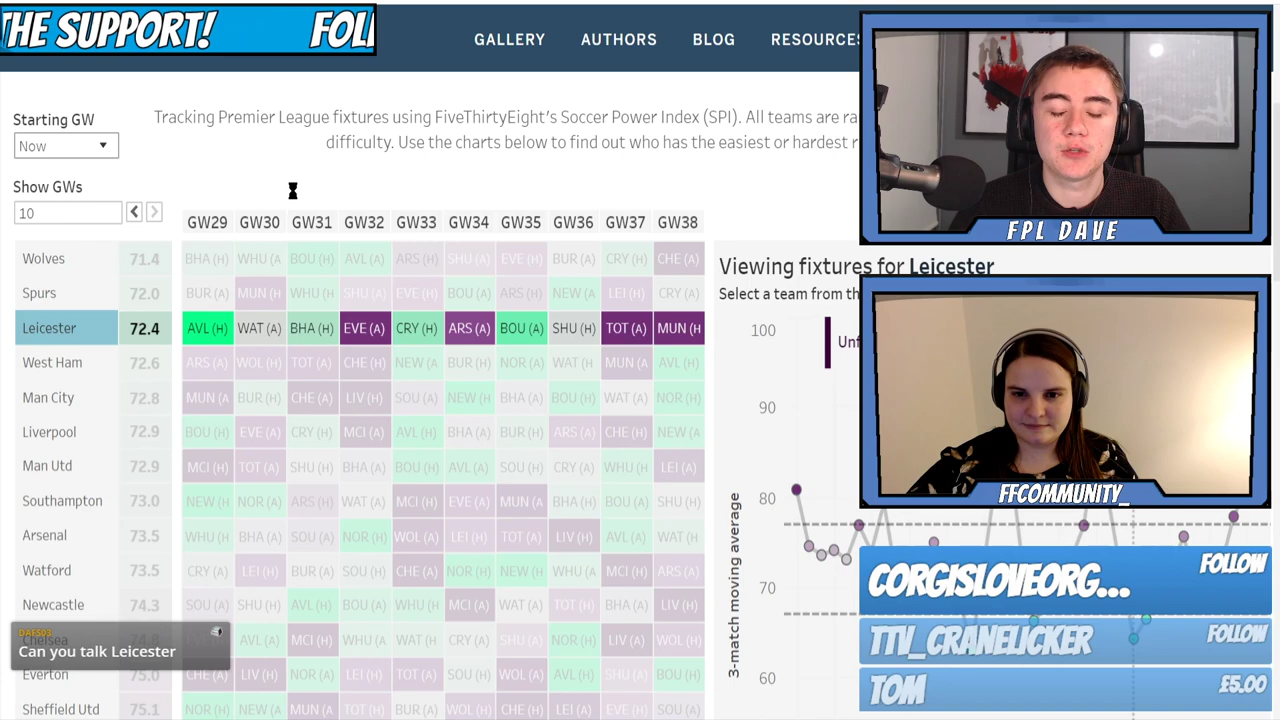 THE SUPPORT! FOLL
GALLERY AUTHORS BLOG RESOURCES
Starting GW
Now
Tracking Premier League fixtures using FiveThirtyEight's Soccer Power Index (SPI). All teams are ra
difficulty. Use the charts below to find out who has the easiest or hardest r
Show GWs
10
GW29 GW30 GW31 GW32 GW33 GW34 GW35 GW36 GW37 GW38
Wolves 71.4 BHA (H) WHU (A BOU (H) AVL (A) ARS (H) SHU (A) EVE (H) BUR (A) CRY (H) CHE (A)
Spurs 72.0 BUR (A) MUN (H WHU (H SHU (A) EVE (H) BOU (A) ARS (H) NEW (A LEI (H) CRY (A)
Leicester 72.4 AVL (H) WAT (A) BHA (H) EVE (A) CRY (H) ARS (A) BOU (A) SHU (H) TOT (A) MUN (H
West Ham 72.6 ARS (A) WOL (H) TOT (A) CHE (H) NEW (A BUR (H) NOR (A) WAT (H MUN (A AVL (H)
Man City 72.8 MUN (A BUR (H) CHE (A) LIV (H) SOU (A) NEW (H BHA (A) BOU (H) WAT (A) NOR (H)
Liverpool 72.9 BOU (H) EVE (A) CRY (H) MCI (A) AVL (H) BHA (A) BUR (H) ARS (A) CHE (H) NEW (A
Man Utd 72.9 MCI (H) TOT (A) SHU (H) BHA (A) BOU (H) AVL (A) SOU (H) CRY (A) WHU (H LEI (A)
Southampton 73.0 NEW (H NOR (A) ARS (H) WAT (A) MCI (H) EVE (A) MUN (A BHA (H) BOU (A) SHU (H)
Arsenal 73.5 WHU (H BHA (A) SOU (A) NOR (H) WOL (A) LEI (H) TOT (A) LIV (H) AVL (A) WAT (H
Watford 73.5 CRY (A) LEI (H) BUR (A) SOU (H) CHE (A) NOR (H) NEW (H WHU (A MCI (H) ARS (A)
Newcastle 74.3 SOU (A) SHU (H) AVL (H) BOU (A) WHU (H MCI (A) WAT (A) TOT (H) BHA (A) LIV (H)
Chelsea 74.8 AVL (A) MCI (H) WHU (A WAT (H CRY (A) SHU (A) NOR (H) LIV (A) WOL (H)
Everton 75.0 CHE (A) LIV (H) NOR (A) LEI (H) TOT (A) SOU (H) WOL (A) AVL (H) SHU (A) BOU (H)
Sheffield Utd 75.1 NOR (H) NEW (A MUN (A TOT (H) BUR (A) WOL (H) CHE (H) LEI (A) EVE (H) SOU (A)
DAFS03
Can you talk Leicester
Viewing fixtures for Leicester
Select a team from th
Unf
100
90
80
70
60
3-match moving average
FPL DAVE
FFCOMMUNITY_
CORGISLOVEORG... FOLLOW
TTV_CRANELICKER FOLLOW
TOM £5.00